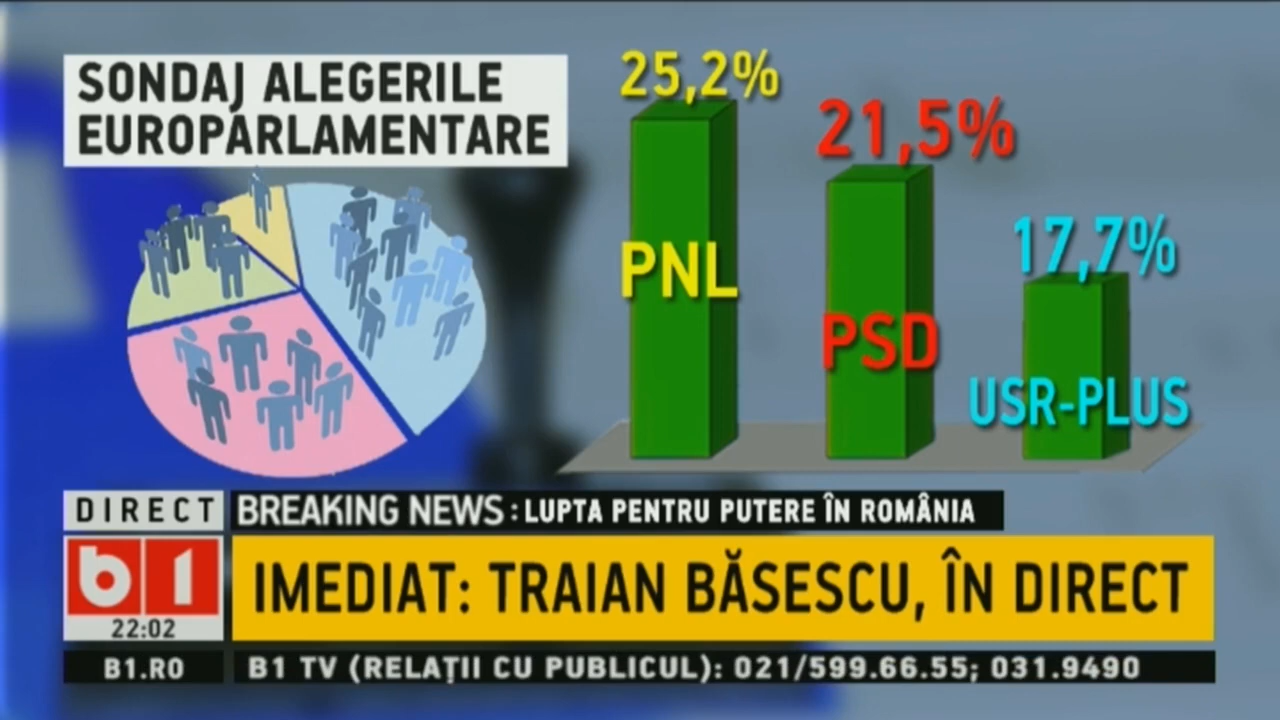 SONDAJ ALEGERILE
EUROPARLAMENTARE
25,2%
PNL
21,5%
PSD
17,7%
USR-PLUS
DIRECT
BREAKING NEWS: LUPTA PENTRU PUTERE ÎN ROMÂNIA
b1
22:02
IMEDIAT: TRAIAN BĂSESCU, ÎN DIRECT
B1.RO
B1 TV (RELAȚII CU PUBLICUL): 021/599.66.55; 031.9490